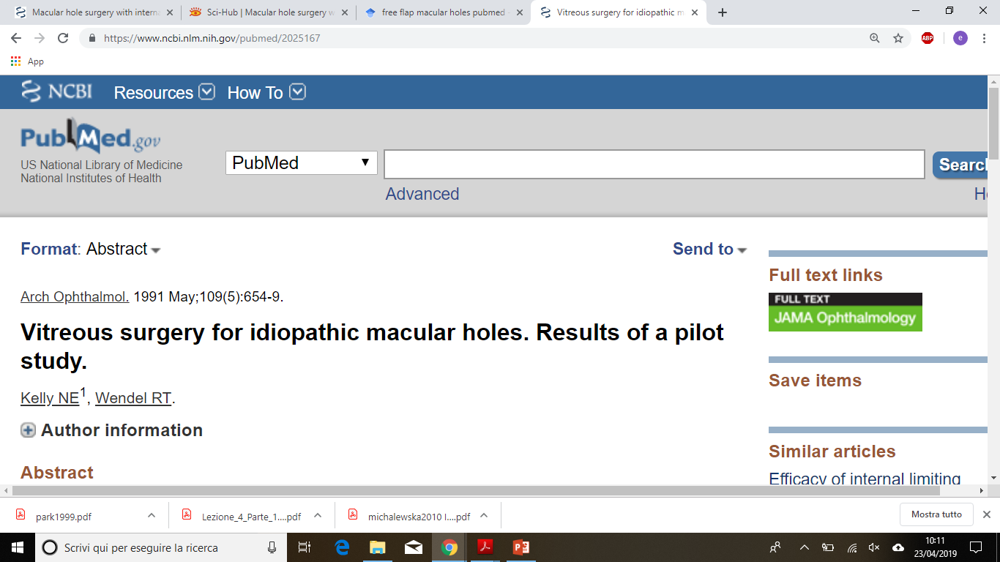 Macular hole surgery with interna
Sci-Hub | Macular hole surgery w
free flap macular holes pubmed -
Vitreous surgery for idiopathic m
https://www.ncbi.nlm.nih.gov/pubmed/2025167
ABP
e
App
NCBI Resources How To
PubMed.gov
US National Library of Medicine
National Institutes of Health
PubMed
Search
Advanced
He
Format: Abstract
Send to
Arch Ophthalmol. 1991 May;109(5):654-9.
Vitreous surgery for idiopathic macular holes. Results of a pilot
study.
Kelly NE1, Wendel RT.
Author information
Abstract
Full text links
FULL TEXT
JAMA Ophthalmology
Save items
Similar articles
Efficacy of internal limiting
park1999.pdf
Lezione_4_Parte_1....pdf
michalewska2010 I....pdf
Mostra tutto
Scrivi qui per eseguire la ricerca
10:11
23/04/2019